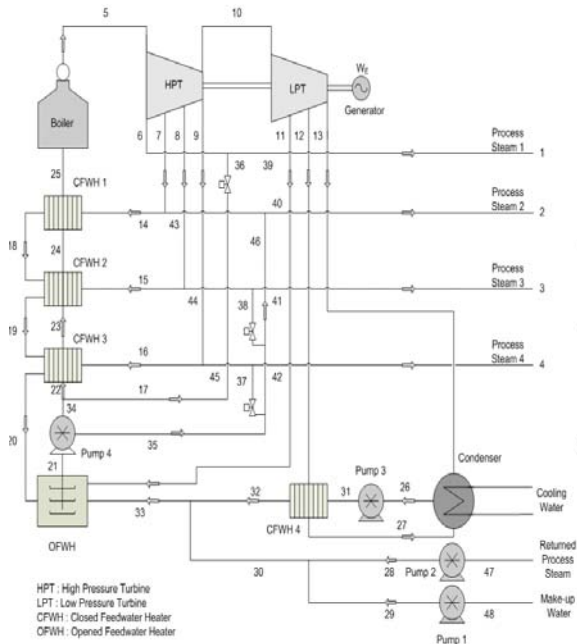 5
10
HPT
LPT
W_E
Generator
Boiler
6
7
8
9
11
12
13
36
39
Process
Steam 1
1
25
CFWH 1
40
Process
Steam 2
2
14
43
18
24
46
CFWH 2
15
Process
Steam 3
3
44
38
41
19
23
CFWH 3
16
Process
Steam 4
4
22
17
45
37
42
34
20
Pump 4
35
21
Pump 3
Condenser
32
31
26
Cooling
Water
33
CFWH 4
27
OFWH
Returned
Process
Steam
30
28
Pump 2
47
HPT : High Pressure Turbine
LPT : Low Pressure Turbine
CFWH : Closed Feedwater Heater
OFWH : Opened Feedwater Heater
29
48
Make-up
Water
Pump 1